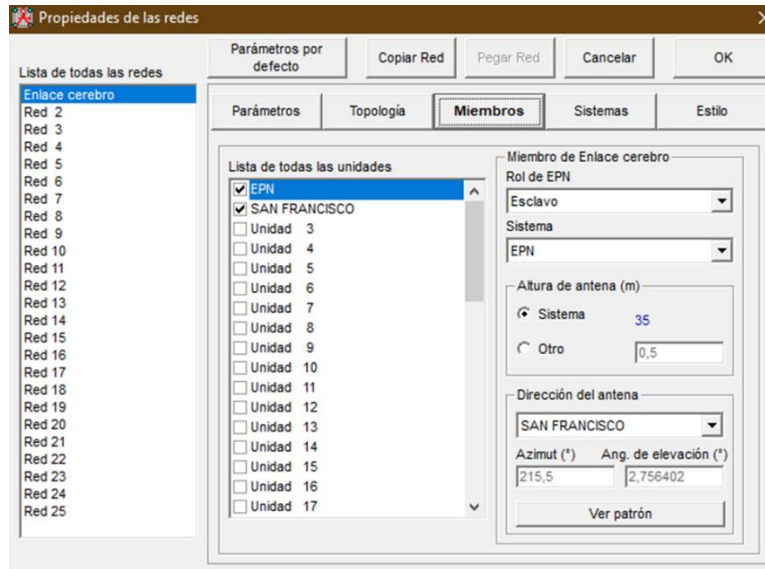 Propiedades de las redes
Parámetros por defecto
Copiar Red
Pegar Red
Cancelar
OK
Lista de todas las redes
Enlace cerebro
Red 2
Red 3
Red 4
Red 5
Red 6
Red 7
Red 8
Red 9
Red 10
Red 11
Red 12
Red 13
Red 14
Red 15
Red 16
Red 17
Red 18
Red 19
Red 20
Red 21
Red 22
Red 23
Red 24
Red 25
Parámetros
Topología
Miembros
Sistemas
Estilo
Lista de todas las unidades
EPN
SAN FRANCISCO
Unidad 3
Unidad 4
Unidad 5
Unidad 6
Unidad 7
Unidad 8
Unidad 9
Unidad 10
Unidad 11
Unidad 12
Unidad 13
Unidad 14
Unidad 15
Unidad 16
Unidad 17
Miembro de Enlace cerebro
Rol de EPN
Esclavo
Sistema
EPN
Altura de antena (m)
Sistema 35
Otro 0,5
Dirección del antena
SAN FRANCISCO
Azimut (°) Ang. de elevación (°)
215,5 2,756402
Ver patrón